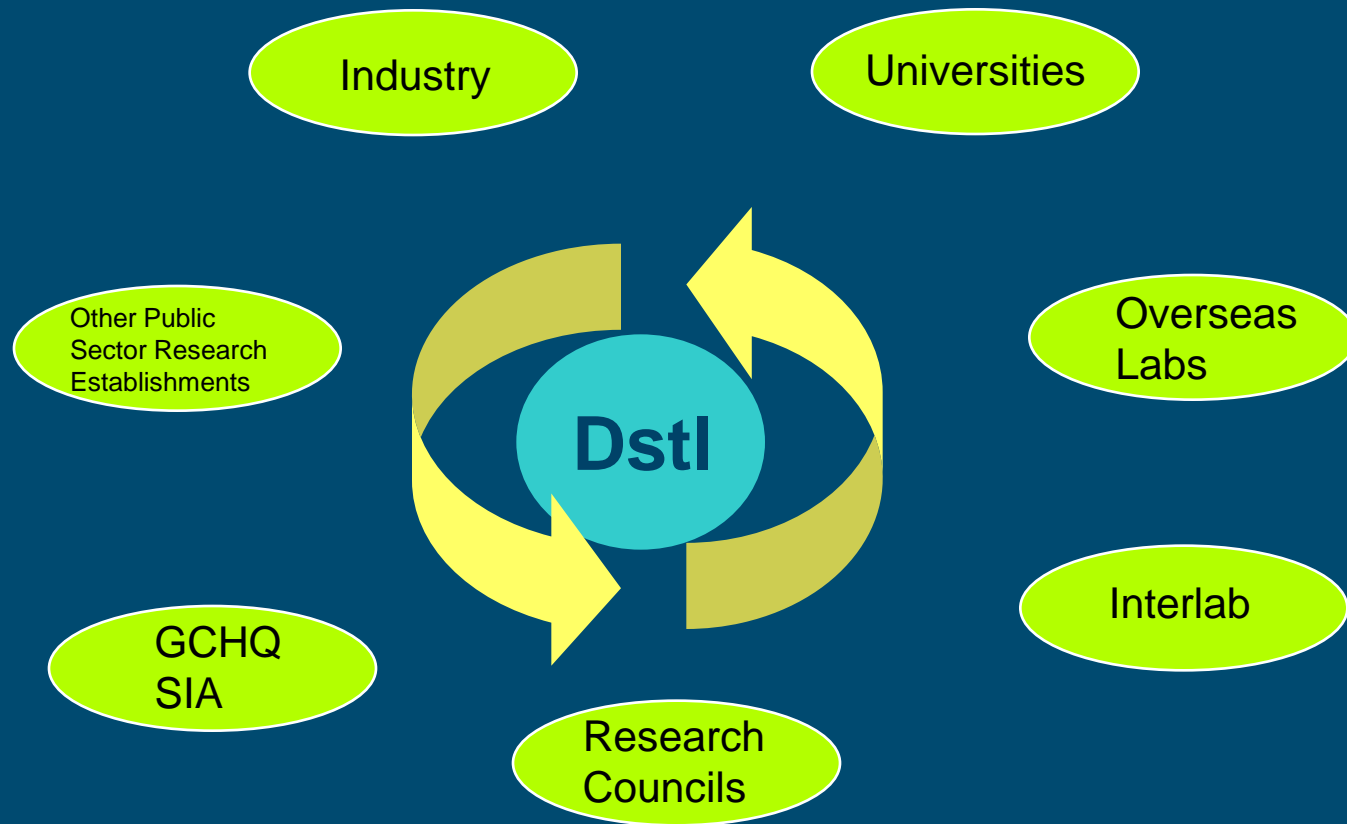 Industry
Universities
Other Public
Sector Research
Establishments
Overseas
Labs
Dstl
GCHQ
SIA
Interlab
Research
Councils